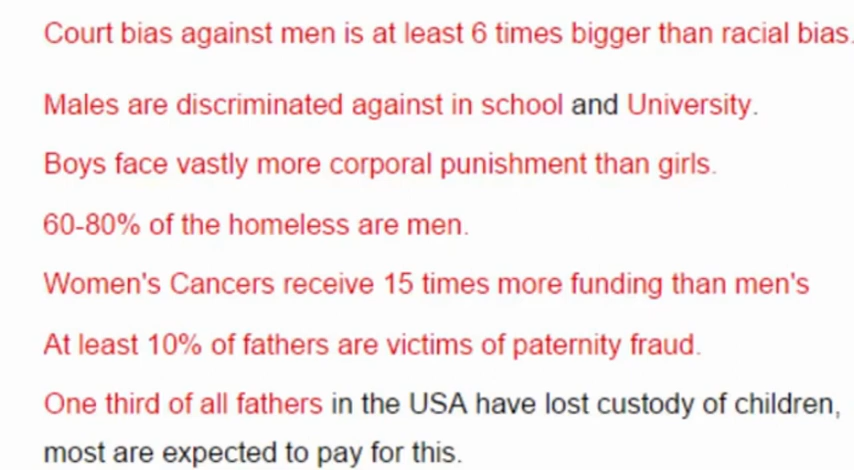 Court bias against men is at least 6 times bigger than racial bias.
Males are discriminated against in school and University.
Boys face vastly more corporal punishment than girls.
60-80% of the homeless are men.
Women's Cancers receive 15 times more funding than men's
At least 10% of fathers are victims of paternity fraud.
One third of all fathers in the USA have lost custody of children,
most are expected to pay for this.